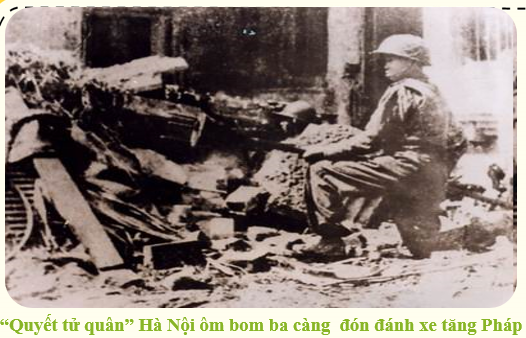 “Quyết tử quân” Hà Nội ôm bom ba càng đón đánh xe tăng Pháp